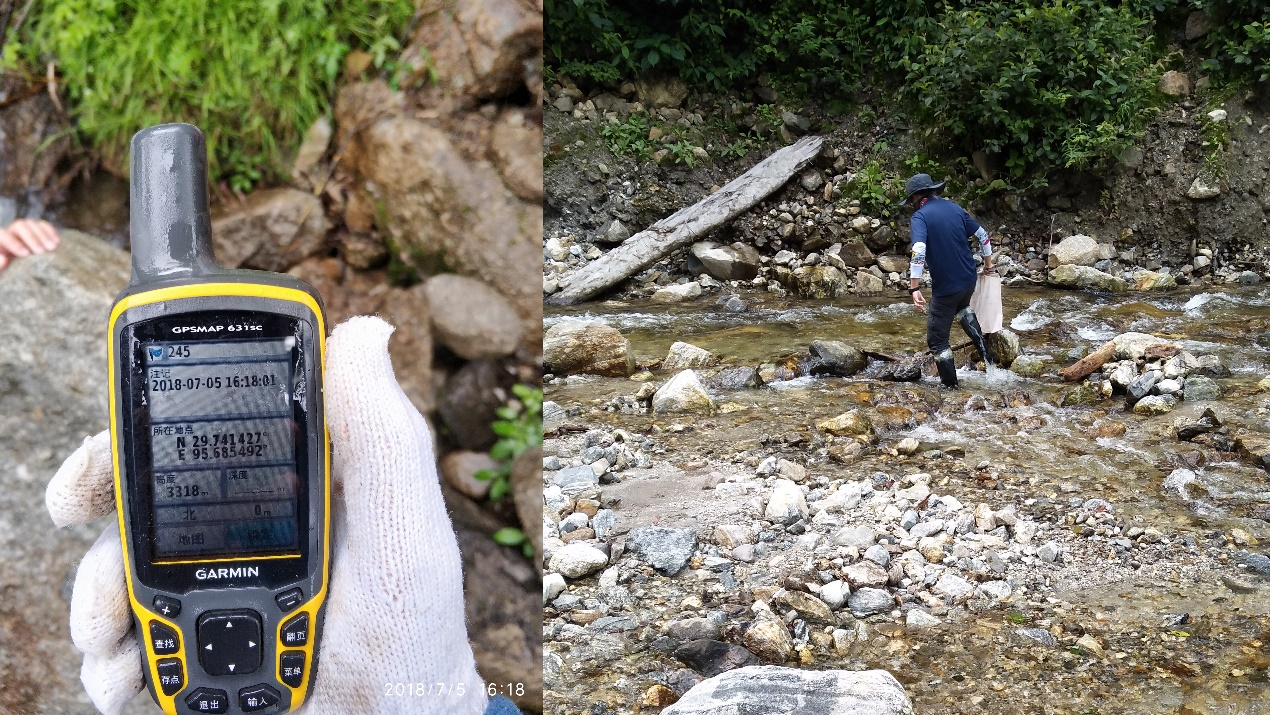 GPSMAP 631sc
245
注记
2018-07-05 16:18:01
所在地点
N 29.741427°
E 95.685492°
高度
深度
3318m
北
0m
地图
GARMIN
查找
翻页
存点
菜单
退出
输入
2018/7/5 16:18